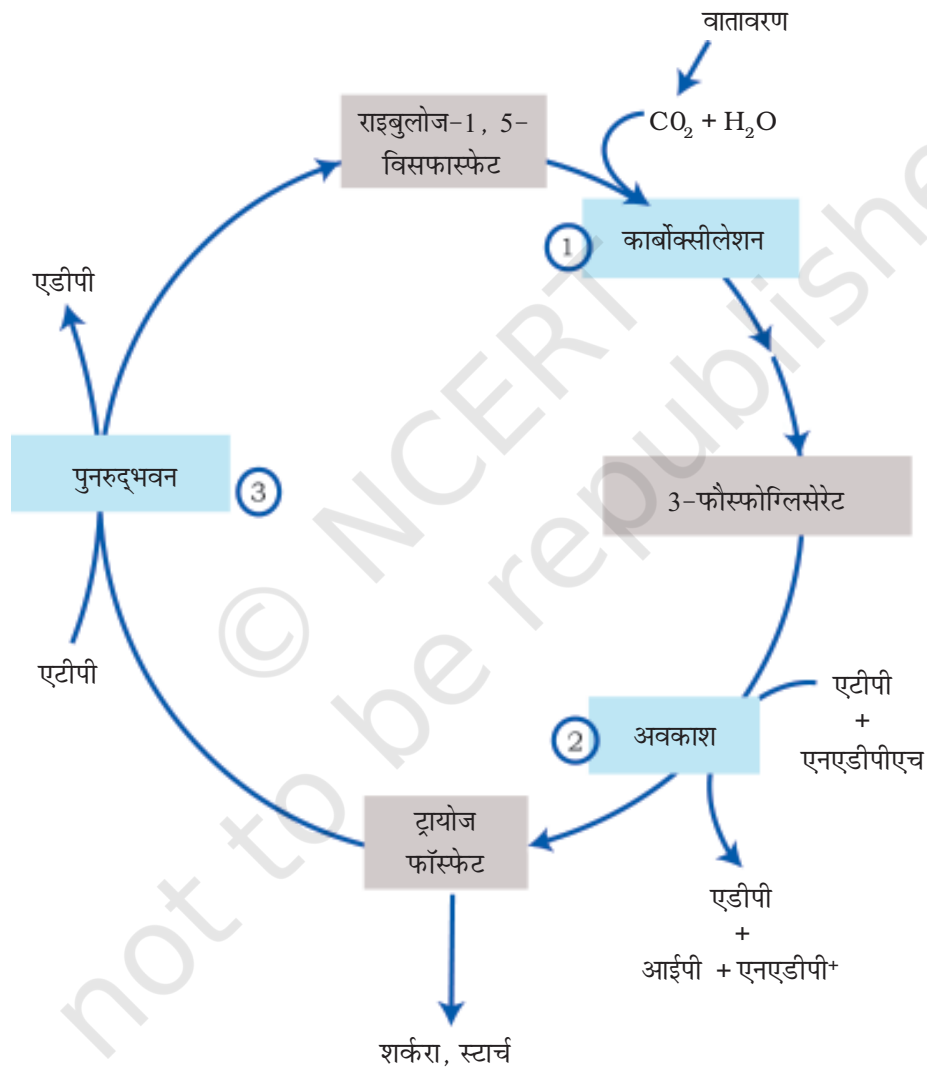 वातावरण
CO₂ + H₂O
राइबुलोज-1, 5-
विसफास्फेट
1
कार्बोक्सीलेशन
एडीपी
पुनरुद्भवन
3
3-फौस्फोग्लिसेरेट
एटीपी
एटीपी
+
एनएडीपीएच
2
अवकाश
ट्रायोज
फॉस्फेट
एडीपी
+
आईपी + एनएडीपी⁺
शर्करा, स्टार्च
© NCERT
not to be republishe